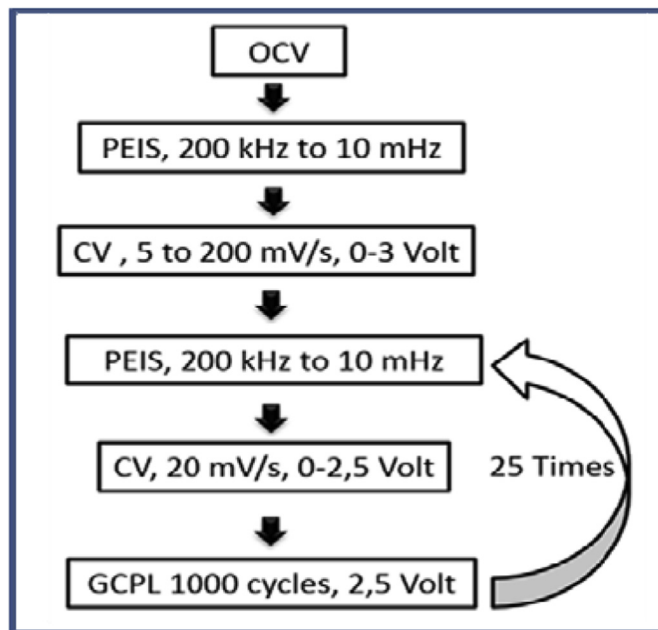 OCV
PEIS, 200 kHz to 10 mHz
CV , 5 to 200 mV/s, 0-3 Volt
PEIS, 200 kHz to 10 mHz
CV, 20 mV/s, 0-2,5 Volt
25 Times
GCPL 1000 cycles, 2,5 Volt